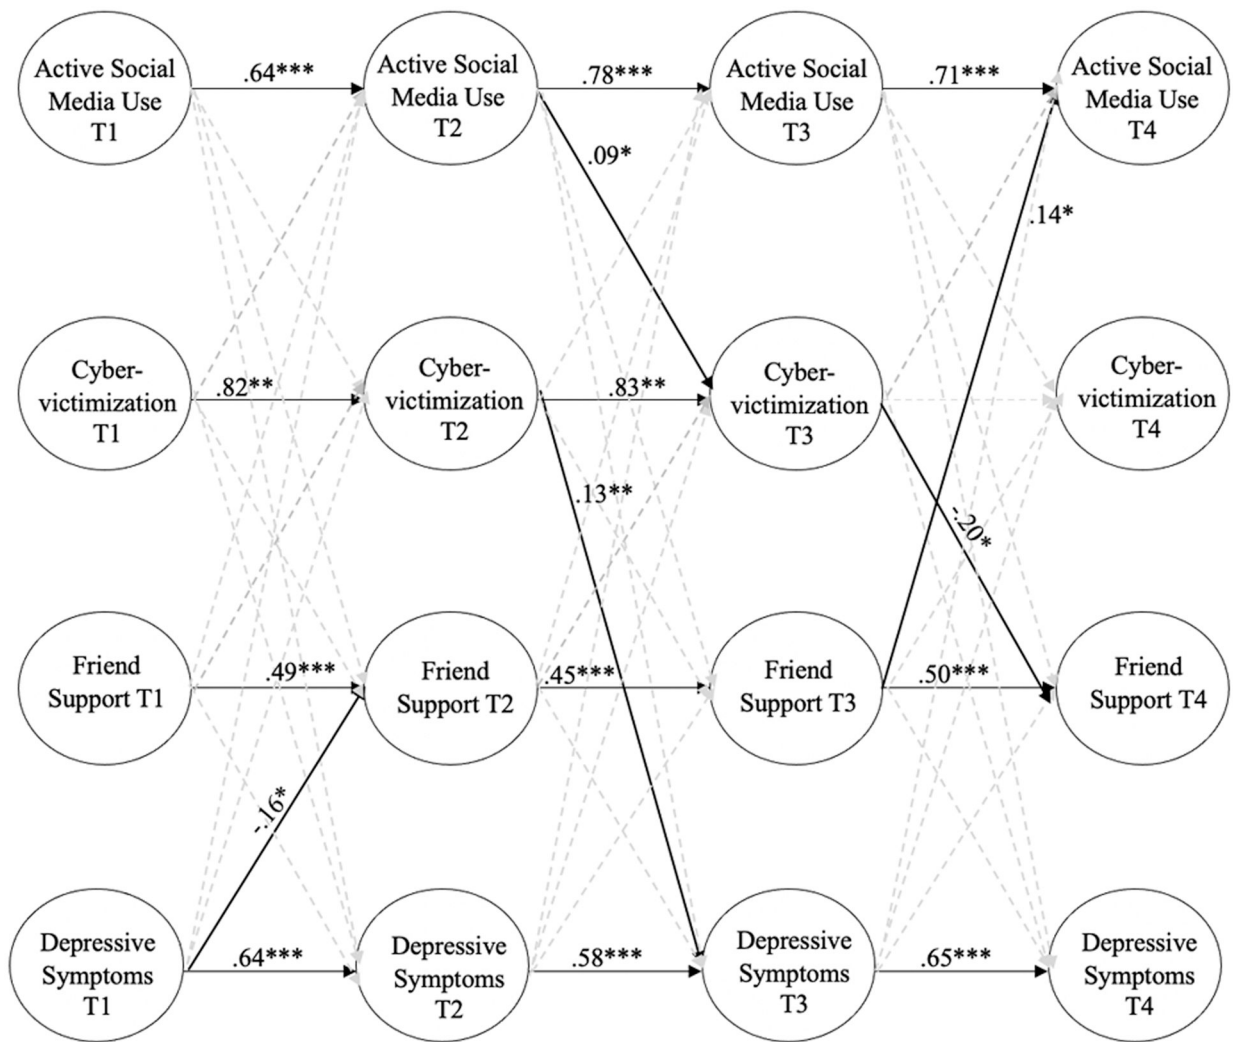 Active Social
Media Use
T1
.64***
Active Social
Media Use
T2
.78***
Active Social
Media Use
T3
.71***
Active Social
Media Use
T4
.09*
.14*
Cyber-
victimization
T1
.82**
Cyber-
victimization
T2
.83**
Cyber-
victimization
T3
Cyber-
victimization
T4
.13**
-.20*
Friend
Support T1
.49***
Friend
Support T2
.45***
Friend
Support T3
.50***
Friend
Support T4
-.16*
Depressive
Symptoms
T1
.64***
Depressive
Symptoms
T2
.58***
Depressive
Symptoms
T3
.65***
Depressive
Symptoms
T4